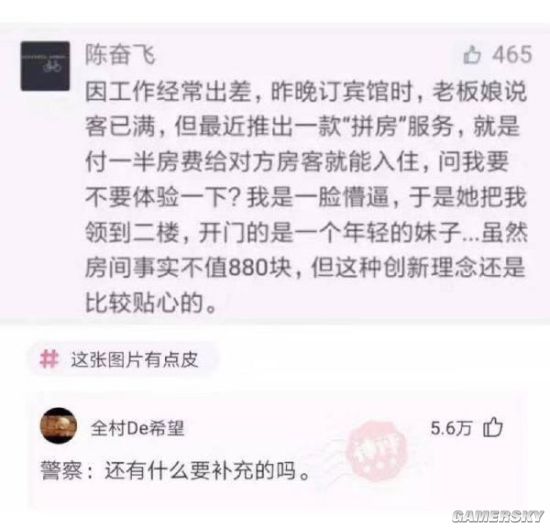 陈奋飞
465
因工作经常出差，昨晚订宾馆时，老板娘说
客已满，但最近推出一款“拼房”服务，就是
付一半房费给对方房客就能入住，问我要
不要体验一下？我是一脸懵逼，于是她把我
领到二楼，开门的是一个年轻的妹子...虽然
房间事实不值880块，但这种创新理念还是
比较贴心的。
# 这张图片有点皮
全村De希望
5.6万
神评
警察：还有什么要补充的吗。
GAMERSKY